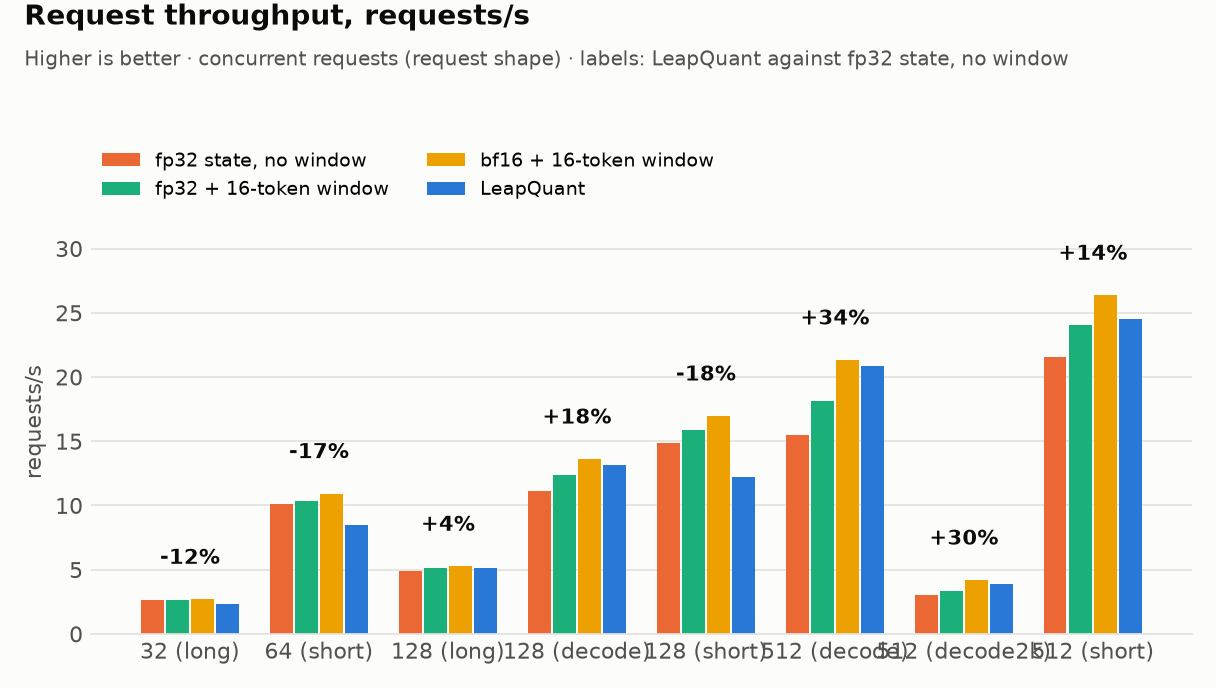 Request throughput, requests/s
Higher is better · concurrent requests (request shape) · labels: LeapQuant against fp32 state, no window
fp32 state, no window
bf16 + 16-token window
fp32 + 16-token window
LeapQuant
requests/s
30
25
20
15
10
5
0
-12%
-17%
+4%
+18%
-18%
+34%
+30%
+14%
32 (long)
64 (short)
128 (long)
128 (decode)
128 (short)
512 (decode)
512 (decode2k)
512 (short)